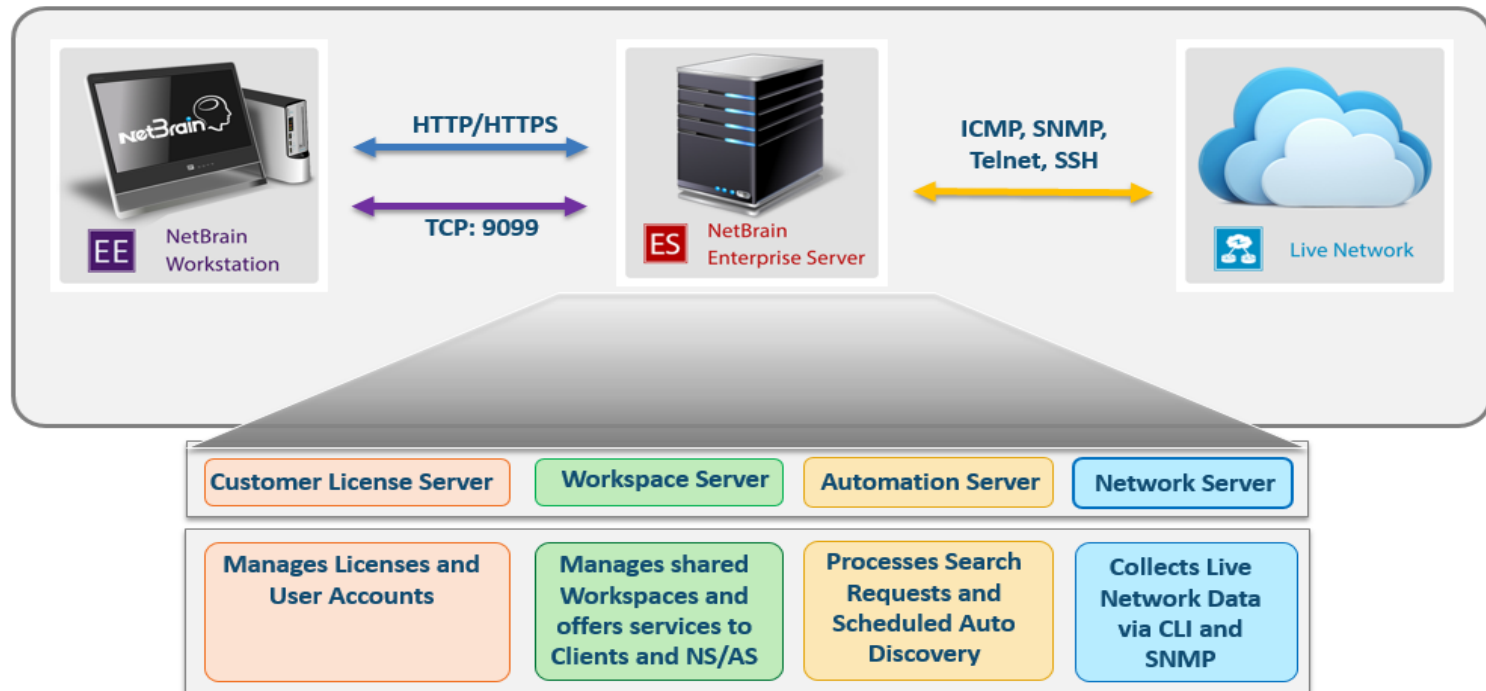 NetBrain
HTTP/HTTPS
TCP: 9099
ICMP, SNMP,
Telnet, SSH
EE
NetBrain
Workstation
ES
NetBrain
Enterprise Server
Live Network
Customer License Server
Workspace Server
Automation Server
Network Server
Manages Licenses and
User Accounts
Manages shared
Workspaces and
offers services to
Clients and NS/AS
Processes Search
Requests and
Scheduled Auto
Discovery
Collects Live
Network Data
via CLI and
SNMP